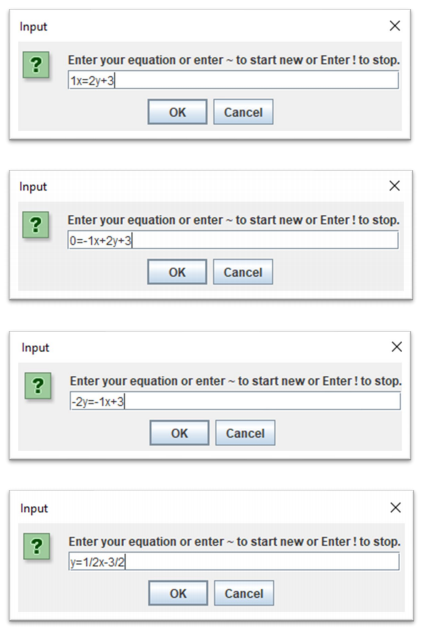 Input
Enter your equation or enter ~ to start new or Enter ! to stop.
1x=2y+3
OK Cancel
Input
Enter your equation or enter ~ to start new or Enter ! to stop.
0=-1x+2y+3
OK Cancel
Input
Enter your equation or enter ~ to start new or Enter ! to stop.
-2y=-1x+3
OK Cancel
Input
Enter your equation or enter ~ to start new or Enter ! to stop.
y=1/2x-3/2
OK Cancel